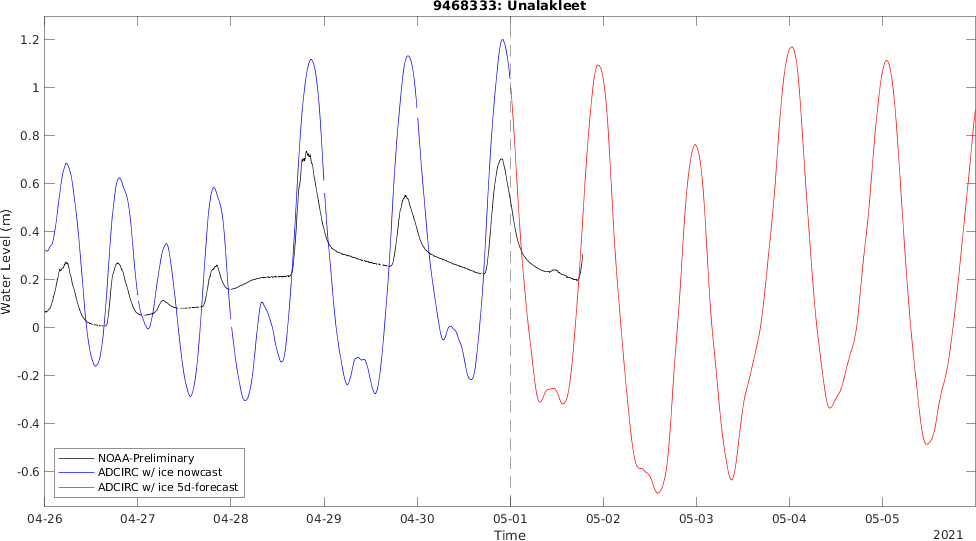 9468333: Unalakleet
Water Level (m)
1.2
1
0.8
0.6
0.4
0.2
0
-0.2
-0.4
-0.6
NOAA-Preliminary
ADCIRC w/ ice nowcast
ADCIRC w/ ice 5d-forecast
04-26 04-27 04-28 04-29 04-30 05-01 05-02 05-03 05-04 05-05
Time
2021